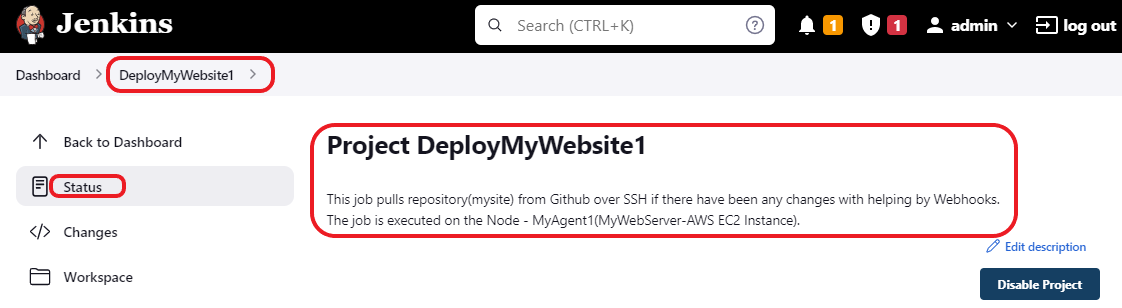 Jenkins
Search (CTRL+K)
?
1
1
admin
log out
Dashboard
DeployMyWebsite1
Back to Dashboard
Status
Changes
Workspace
Project DeployMyWebsite1
This job pulls repository(mysite) from Github over SSH if there have been any changes with helping by Webhooks.
The job is executed on the Node - MyAgent1(MyWebServer-AWS EC2 Instance).
Edit description
Disable Project